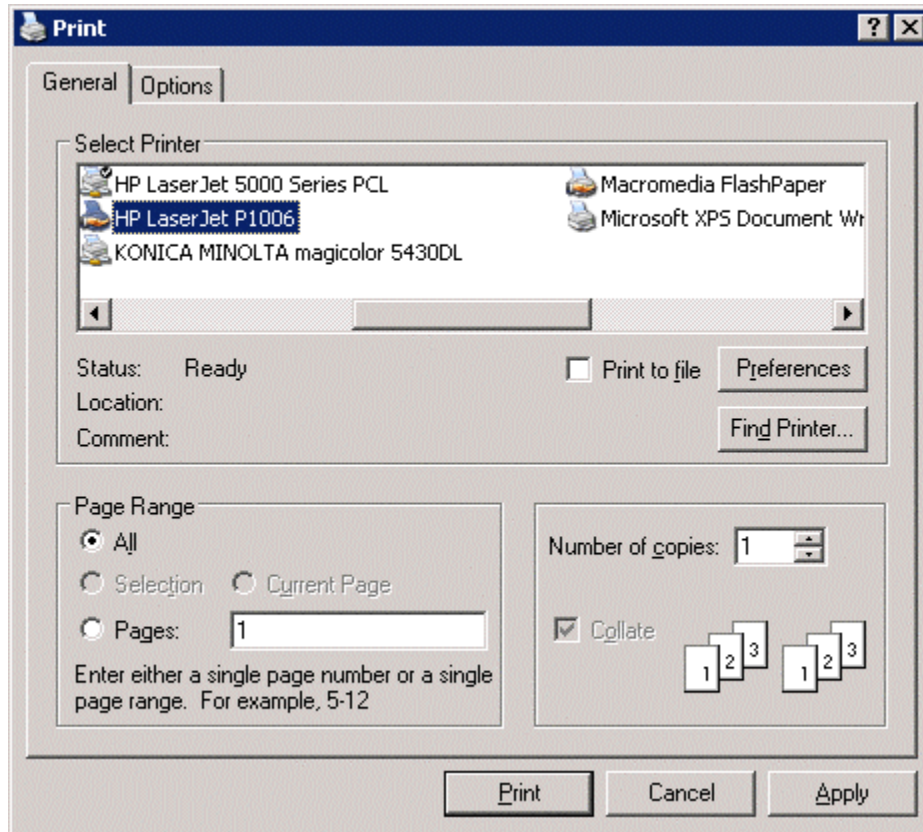 Print
General
Options
Select Printer
HP LaserJet 5000 Series PCL
HP LaserJet P1006
KONICA MINOLTA magicolor 5430DL
Macromedia FlashPaper
Microsoft XPS Document Wr
Status: Ready
Location:
Comment:
Print to file
Preferences
Find Printer...
Page Range
All
Selection
Current Page
Pages: 1
Enter either a single page number or a single
page range. For example, 5-12
Number of copies: 1
Collate
1 2 3 1 2 3
Print
Cancel
Apply